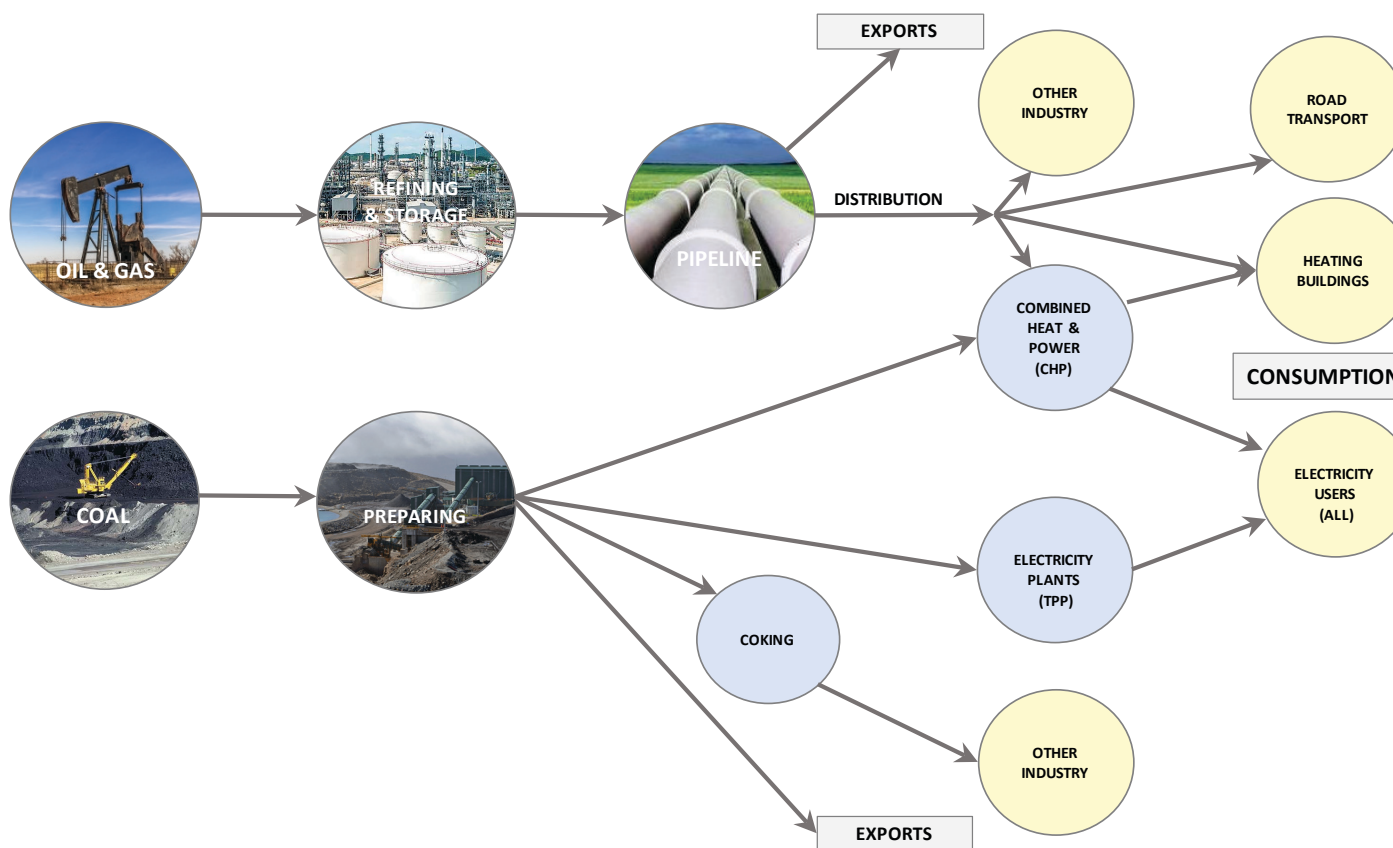 EXPORTS
OTHER
INDUSTRY
ROAD
TRANSPORT
REFINING
& STORAGE
DISTRIBUTION
OIL & GAS
PIPELINE
HEATING
BUILDINGS
COMBINED
HEAT &
POWER
(CHP)
CONSUMPTION
COAL
PREPARING
ELECTRICITY
USERS
(ALL)
ELECTRICITY
PLANTS
(TPP)
COKING
OTHER
INDUSTRY
EXPORTS